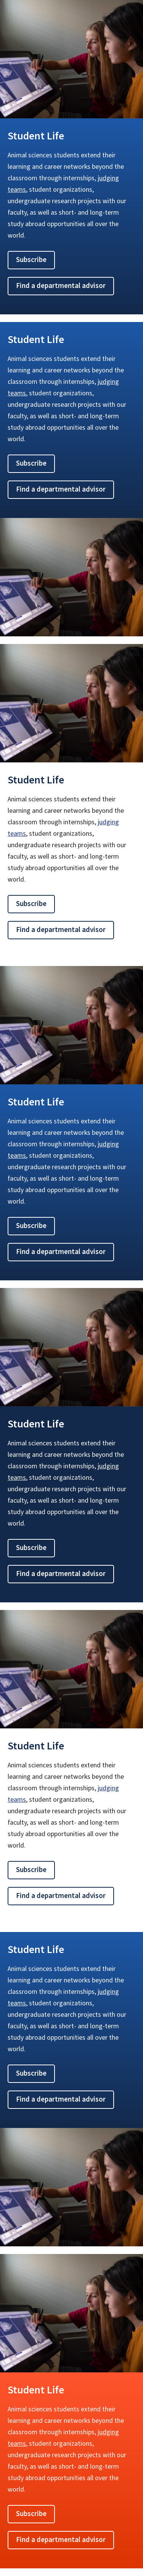 Student Life
Animal sciences students extend their
learning and career networks beyond the
classroom through internships, judging
teams, student organizations,
undergraduate research projects with our
faculty, as well as short- and long-term
study abroad opportunities all over the
world.
Subscribe
Find a departmental advisor
Student Life
Animal sciences students extend their
learning and career networks beyond the
classroom through internships, judging
teams, student organizations,
undergraduate research projects with our
faculty, as well as short- and long-term
study abroad opportunities all over the
world.
Subscribe
Find a departmental advisor
Student Life
Animal sciences students extend their
learning and career networks beyond the
classroom through internships, judging
teams, student organizations,
undergraduate research projects with our
faculty, as well as short- and long-term
study abroad opportunities all over the
world.
Subscribe
Find a departmental advisor
Student Life
Animal sciences students extend their
learning and career networks beyond the
classroom through internships, judging
teams, student organizations,
undergraduate research projects with our
faculty, as well as short- and long-term
study abroad opportunities all over the
world.
Subscribe
Find a departmental advisor
Student Life
Animal sciences students extend their
learning and career networks beyond the
classroom through internships, judging
teams, student organizations,
undergraduate research projects with our
faculty, as well as short- and long-term
study abroad opportunities all over the
world.
Subscribe
Find a departmental advisor
Student Life
Animal sciences students extend their
learning and career networks beyond the
classroom through internships, judging
teams, student organizations,
undergraduate research projects with our
faculty, as well as short- and long-term
study abroad opportunities all over the
world.
Subscribe
Find a departmental advisor
Student Life
Animal sciences students extend their
learning and career networks beyond the
classroom through internships, judging
teams, student organizations,
undergraduate research projects with our
faculty, as well as short- and long-term
study abroad opportunities all over the
world.
Subscribe
Find a departmental advisor
Student Life
Animal sciences students extend their
learning and career networks beyond the
classroom through internships, judging
teams, student organizations,
undergraduate research projects with our
faculty, as well as short- and long-term
study abroad opportunities all over the
world.
Subscribe
Find a departmental advisor